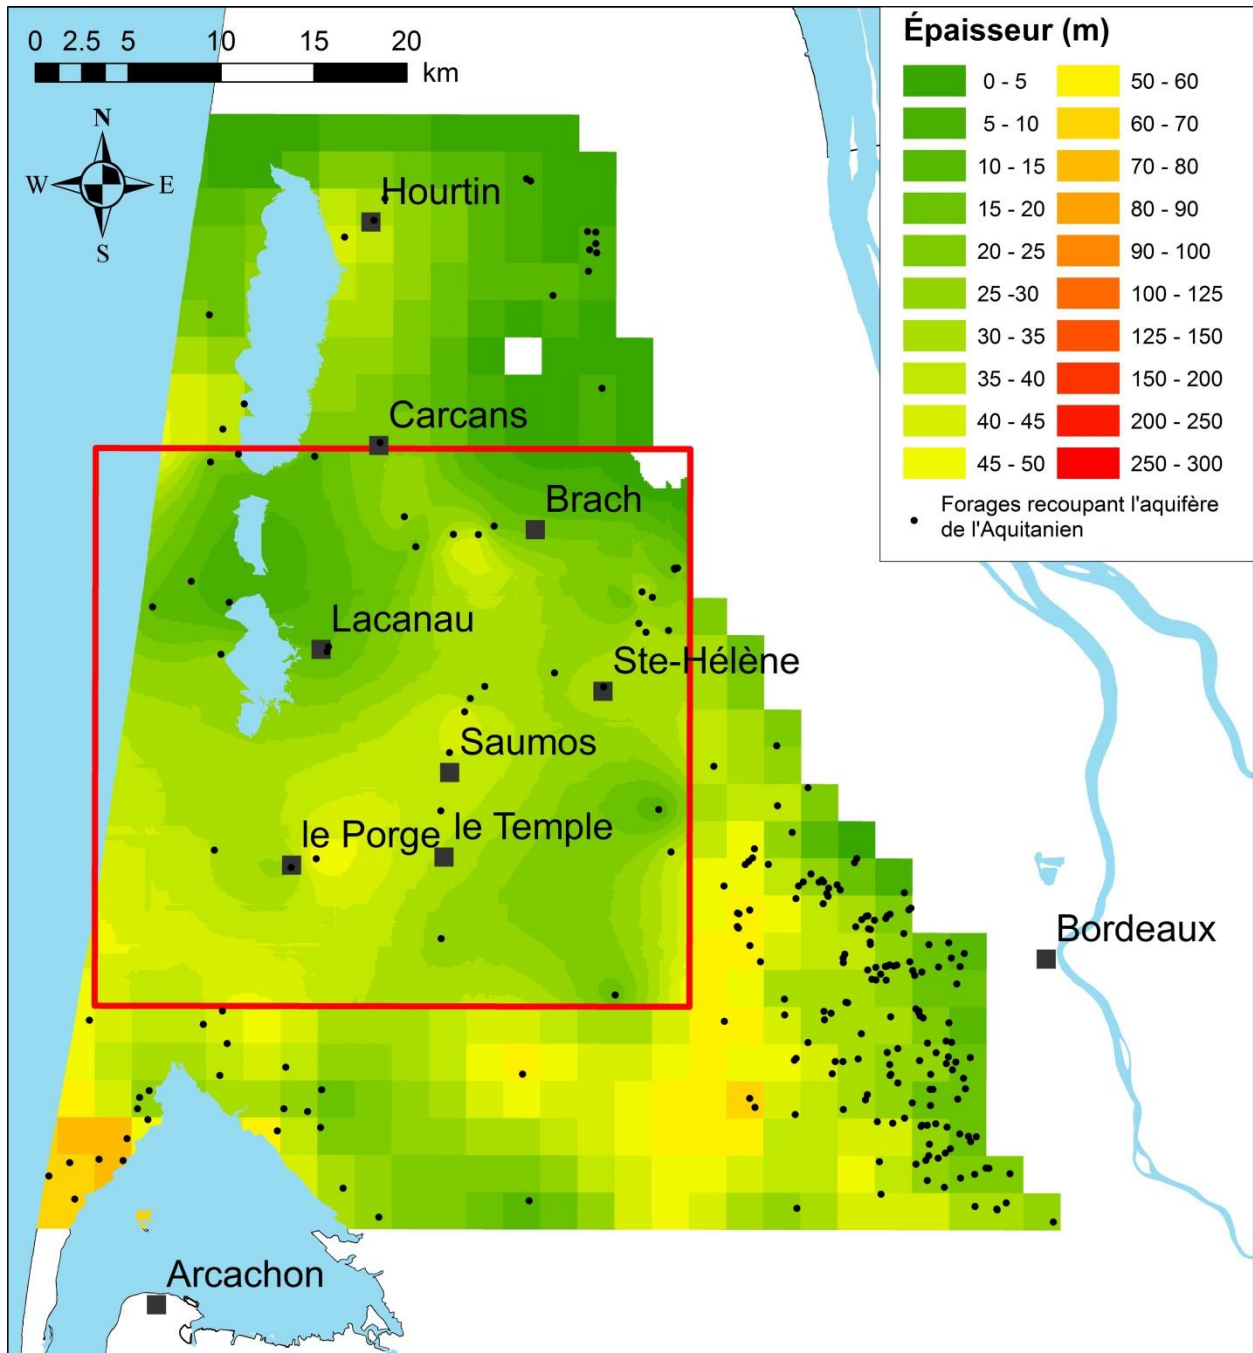 0 2.5 5 10 15 20
km
N
W E
S
Épaisseur (m)
0 - 5
5 - 10
10 - 15
15 - 20
20 - 25
25 -30
30 - 35
35 - 40
40 - 45
45 - 50
50 - 60
60 - 70
70 - 80
80 - 90
90 - 100
100 - 125
125 - 150
150 - 200
200 - 250
250 - 300
Forages recoupant l'aquifère
de l'Aquitanien
Hourtin
Carcans
Brach
Lacanau
Ste-Hélène
Saumos
le Porge
le Temple
Bordeaux
Arcachon